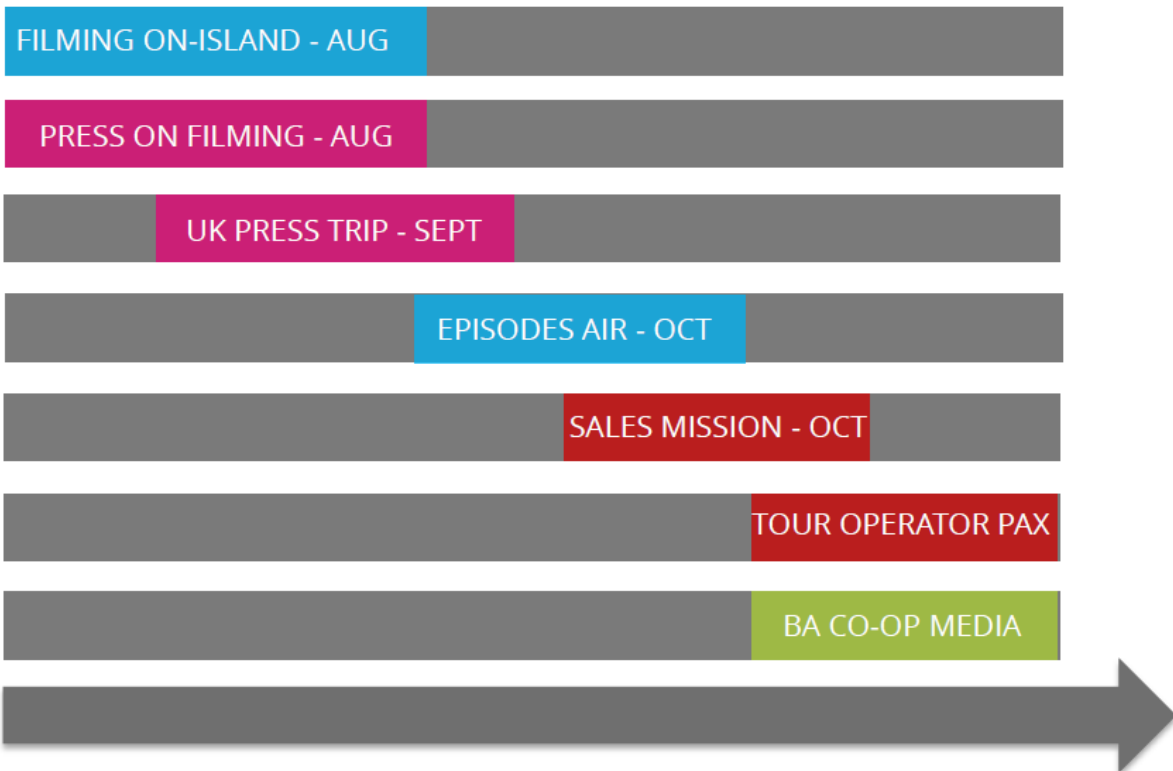 FILMING ON-ISLAND - AUG
PRESS ON FILMING - AUG
UK PRESS TRIP - SEPT
EPISODES AIR - OCT
SALES MISSION - OCT
TOUR OPERATOR PAX
BA CO-OP MEDIA